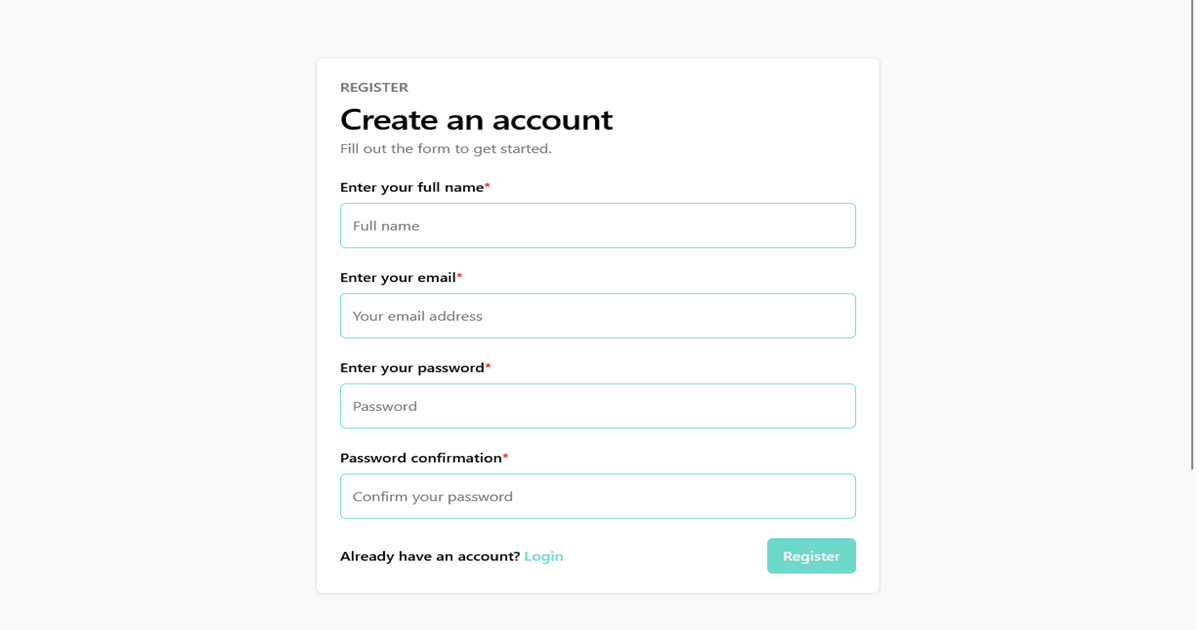 REGISTER
Create an account
Fill out the form to get started.
Enter your full name*
Full name
Enter your email*
Your email address
Enter your password*
Password
Password confirmation*
Confirm your password
Already have an account? Login
Register